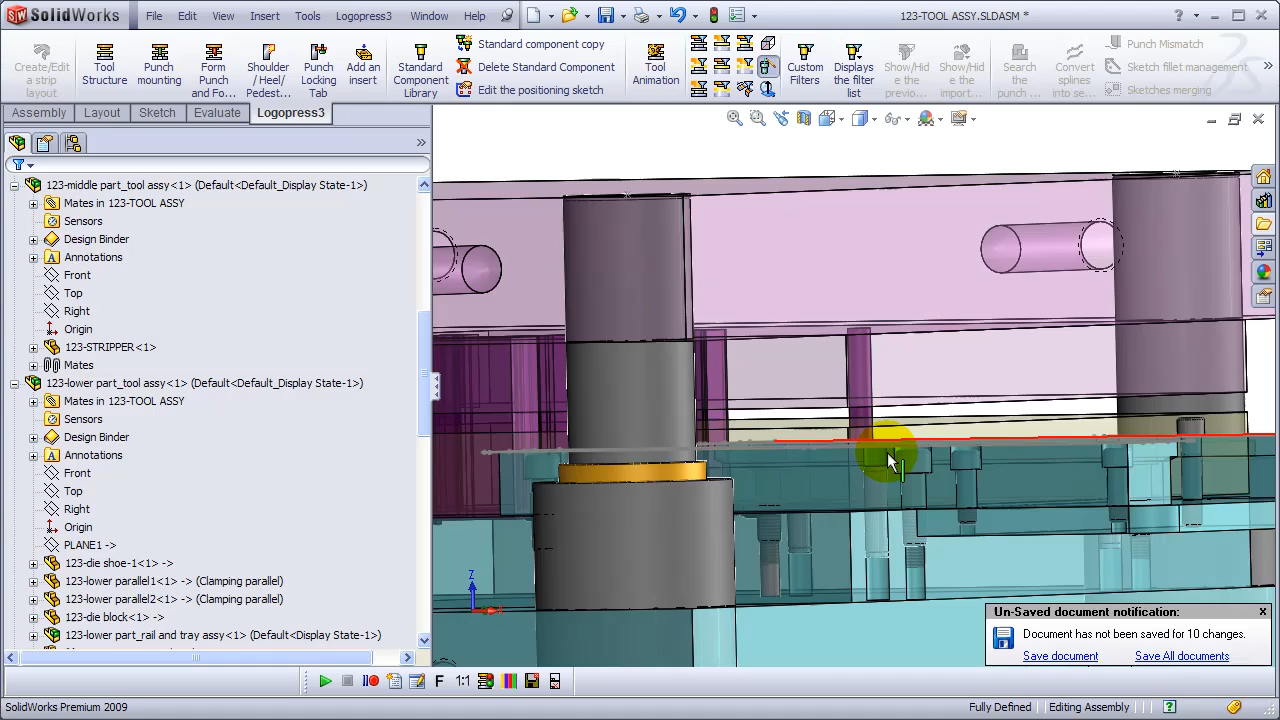 SolidWorks File Edit View Insert Tools Logopress3 Window Help 123-TOOL ASSY.SLDASM *
Create/Edit a strip layout
Tool Structure
Punch mounting
Form Punch and Fo...
Shoulder / Heel/ Pedest...
Punch Locking Tab
Add an insert
Standard Component Library
Standard component copy
Delete Standard Component
Edit the positioning sketch
Tool Animation
Custom Filters
Displays the filter list
Show/Hid e the previo...
Show/Hid e the import...
Search the punch ...
Convert splines into se...
Punch Mismatch
Sketch fillet management
Sketches merging
Assembly Layout Sketch Evaluate Logopress3
123-middle part_tool assy<1> (Default<Default_Display State-1>)
Mates in 123-TOOL ASSY
Sensors
Design Binder
Annotations
Front
Top
Right
Origin
123-STRIPPER<1>
Mates
123-lower part_tool assy<1> (Default<Default_Display State-1>)
Mates in 123-TOOL ASSY
Sensors
Design Binder
Annotations
Front
Top
Right
Origin
PLANE1 ->
123-die shoe-1<1> ->
123-lower parallel1<1> -> (Clamping parallel)
123-lower parallel2<1> -> (Clamping parallel)
123-die block<1> ->
123-lower part_rail and tray assy<1> (Default<Default_Display State-1>)
Z
Un-Saved document notification:
Document has not been saved for 10 changes.
Save document Save All documents
F 1:1
SolidWorks Premium 2009 Fully Defined Editing Assembly